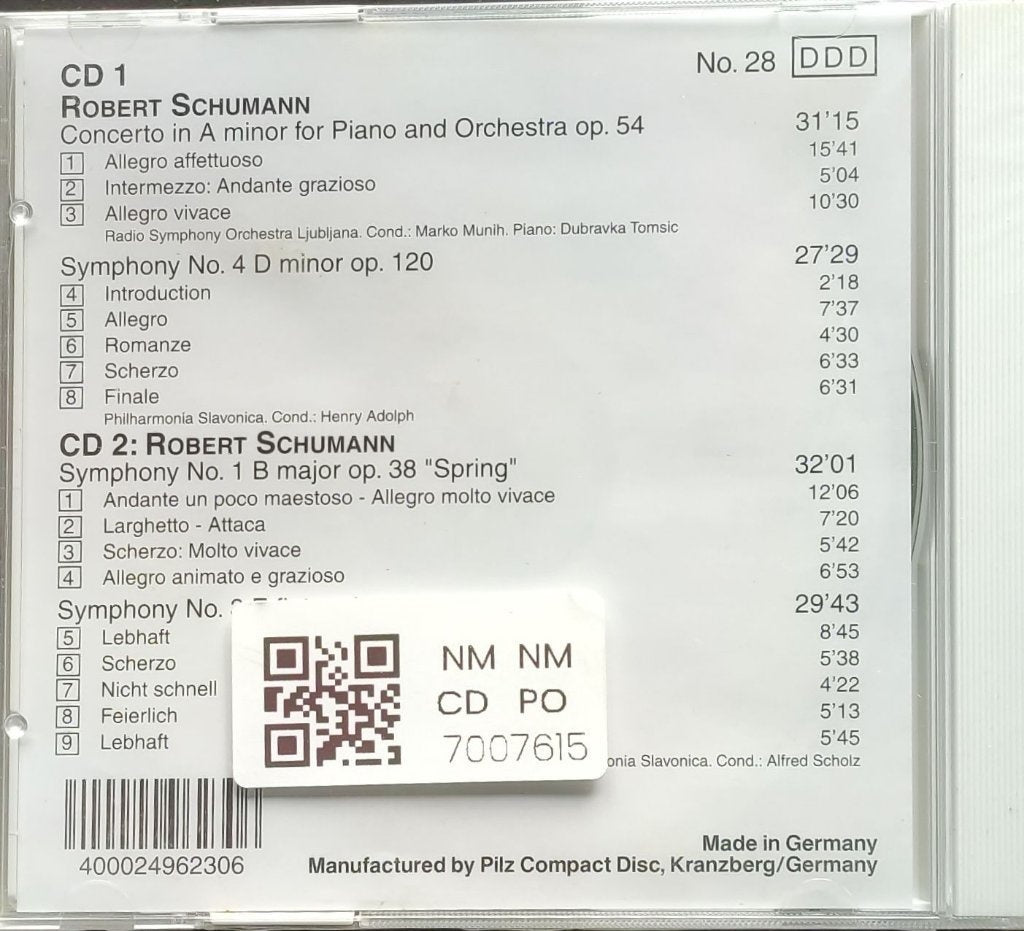 No. 28 DDD
CD 1
ROBERT SCHUMANN
Concerto in A minor for Piano and Orchestra op. 54 31'15
1 Allegro affettuoso 15'41
2 Intermezzo: Andante grazioso 5'04
3 Allegro vivace 10'30
Radio Symphony Orchestra Ljubljana. Cond.: Marko Munih. Piano: Dubravka Tomsic
Symphony No. 4 D minor op. 120 27'29
4 Introduction 2'18
5 Allegro 7'37
6 Romanze 4'30
7 Scherzo 6'33
8 Finale 6'31
Philharmonia Slavonica. Cond.: Henry Adolph
CD 2: ROBERT SCHUMANN
Symphony No. 1 B major op. 38 "Spring" 32'01
1 Andante un poco maestoso - Allegro molto vivace 12'06
2 Larghetto - Attaca 7'20
3 Scherzo: Molto vivace 5'42
4 Allegro animato e grazioso 6'53
Symphony No. 29'43
5 Lebhaft 8'45
6 Scherzo 5'38
7 Nicht schnell 4'22
8 Feierlich 5'13
9 Lebhaft 5'45
Slavonica. Cond.: Alfred Scholz
NM NM
CD PO
7007615
400024962306
Made in Germany
Manufactured by Pilz Compact Disc, Kranzberg/Germany